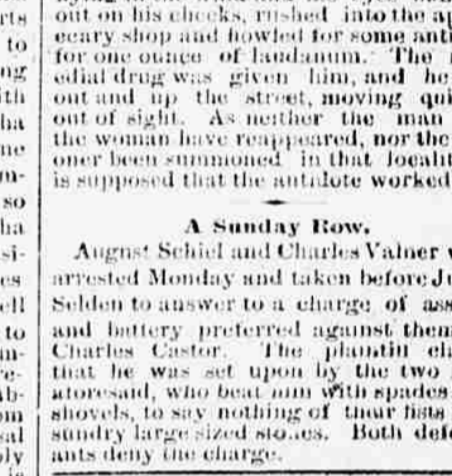 out on his cheeks, rushed into the ap
ecary shop and howled for some anti
for one ounce of laudanum. The
edial drug was given him, and he
out and up the street, moving qui
out of sight. As neither the man
the woman have reappeared, nor the
oner been summoned in that localit
is supposed that the antidote worked
A Sunday Row.
August Schiel and Charles Valner
arrested Monday and taken before Ju
Selden to answer to a charge of ass
and battery preferred against them
Charles Castor. The plaintiff cl
that he was set upon by the two
aforesaid, who beat him with spades
shovels, to say nothing of their fists
sundry large sized stones. Both defe
ants deny the charge.